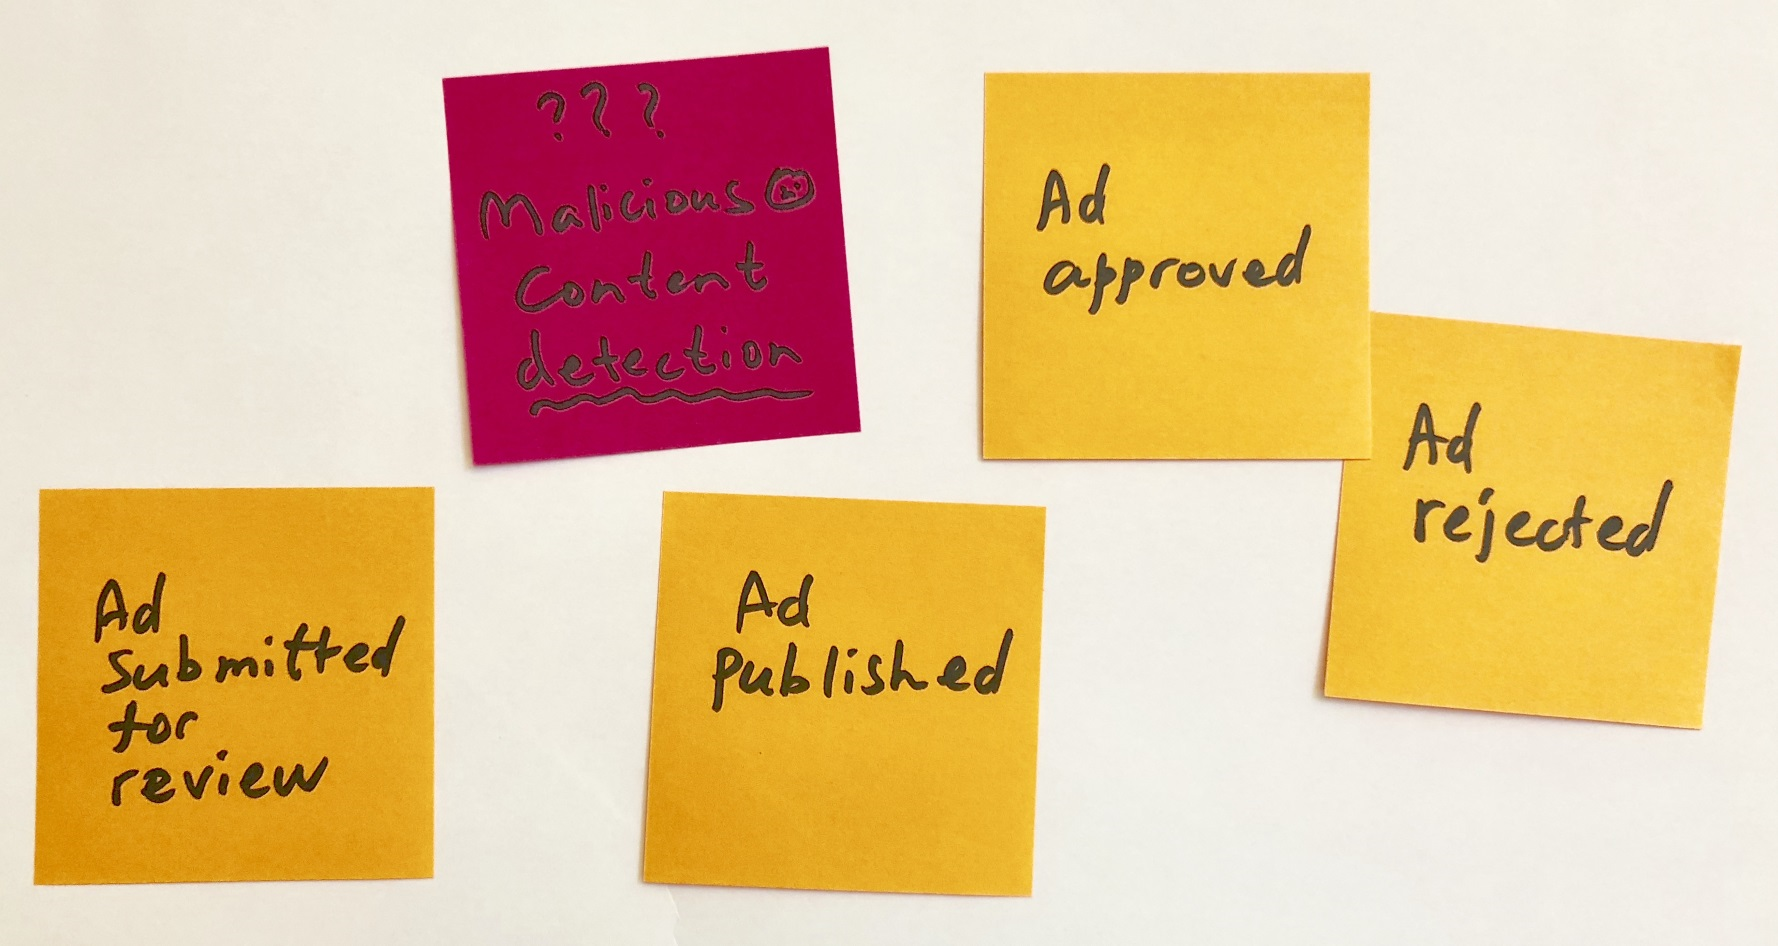 ? ? ?
Malicious
Content
detection
Ad
approved
Ad
rejected
Ad
submitted
for
review
Ad
published